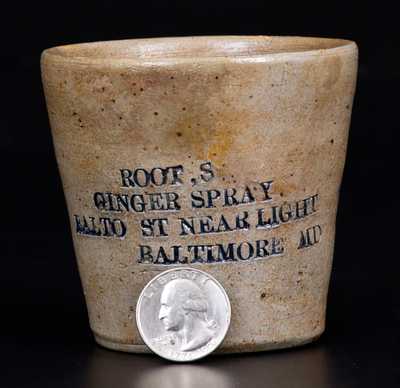 ROOT,S
GINGER SPRAY
BALTO ST NEAR LIGHT
BALTIMORE MD
LIBERTY